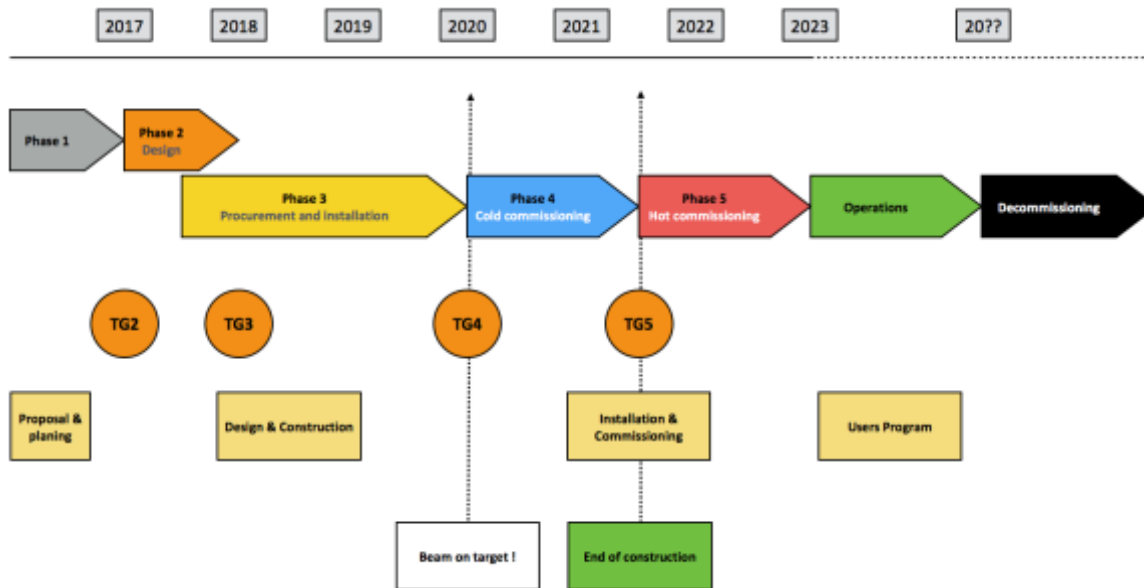 2017 2018 2019 2020 2021 2022 2023 20??
Phase 1
Phase 2
Design
Phase 3
Procurement and installation
Phase 4
Cold commissioning
Phase 5
Hot commissioning
Operations
Decommissioning
TG2 TG3 TG4 TG5
Proposal &
planing
Design & Construction
Installation &
Commissioning
Users Program
Beam on target !
End of construction